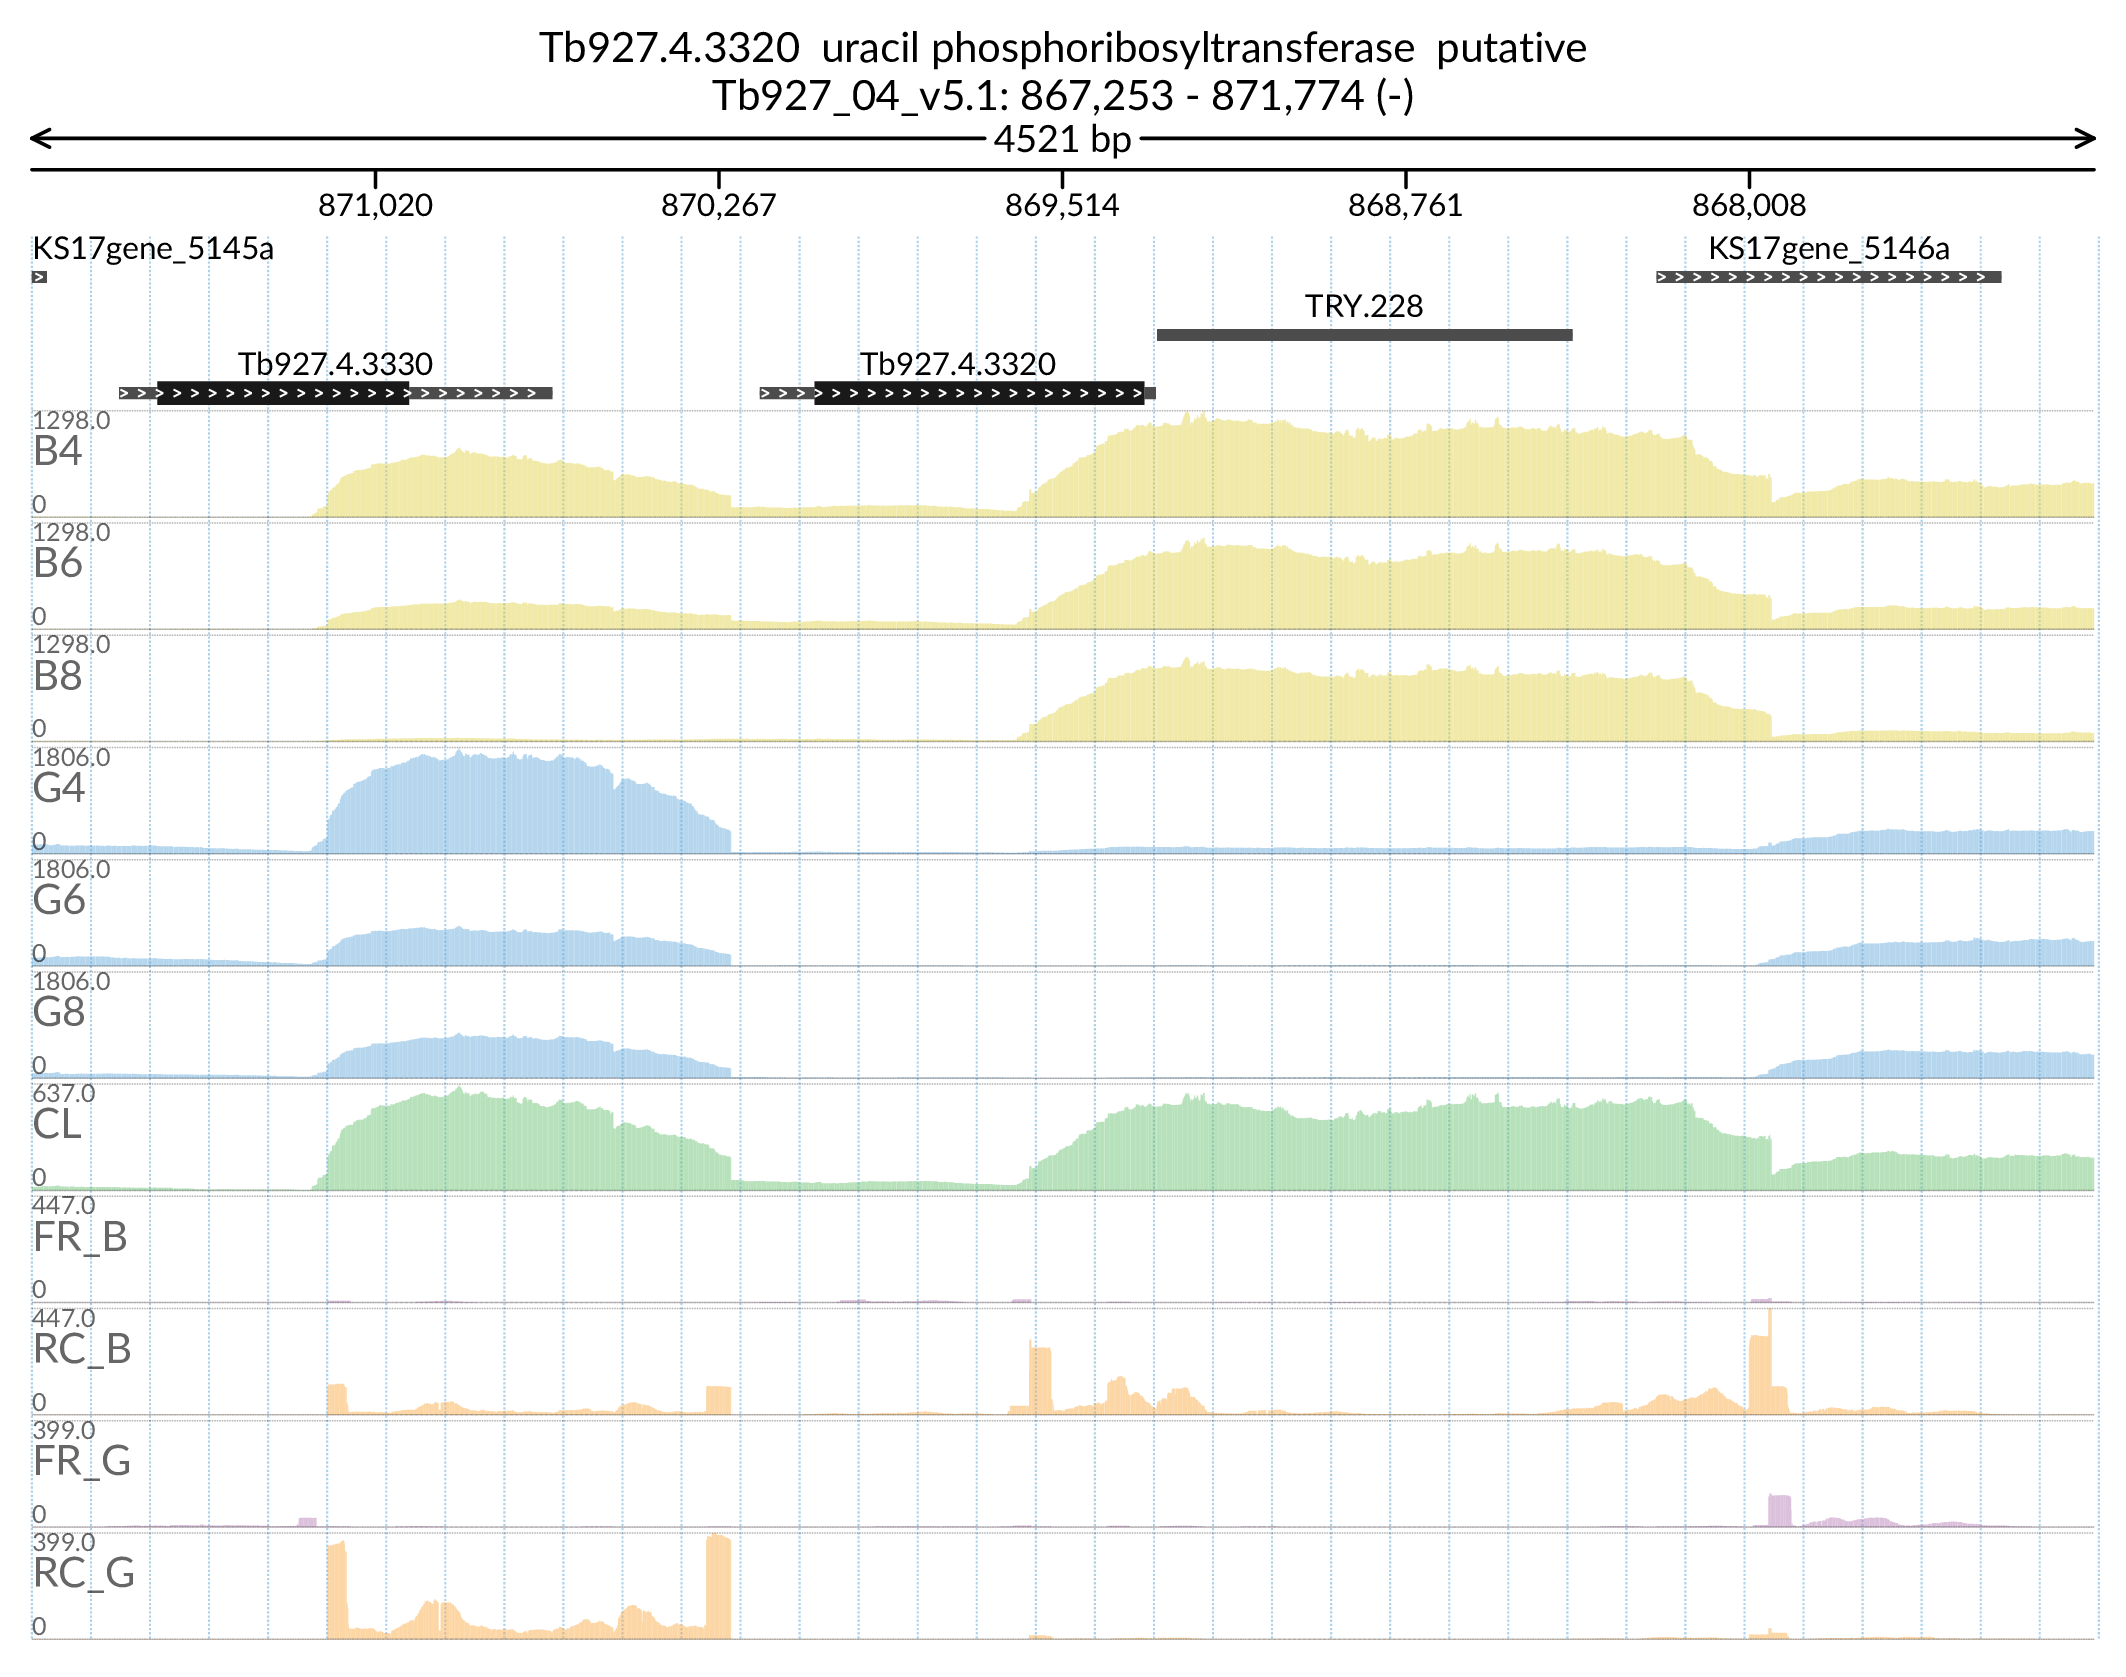 Tb927.4.3320  uracil phosphoribosyltransferase  putative
Tb927_04_v5.1: 867,253 - 871,774 (-)
4521 bp
871,020 870,267 869,514 868,761 868,008
KS17gene_5145a KS17gene_5146a
TRY.228
Tb927.4.3330 Tb927.4.3320
1298.0
B4
0
1298.0
B6
0
1298.0
B8
0
1806.0
G4
0
1806.0
G6
0
1806.0
G8
0
637.0
CL
0
447.0
FR_B
0
447.0
RC_B
0
399.0
FR_G
0
399.0
RC_G
0